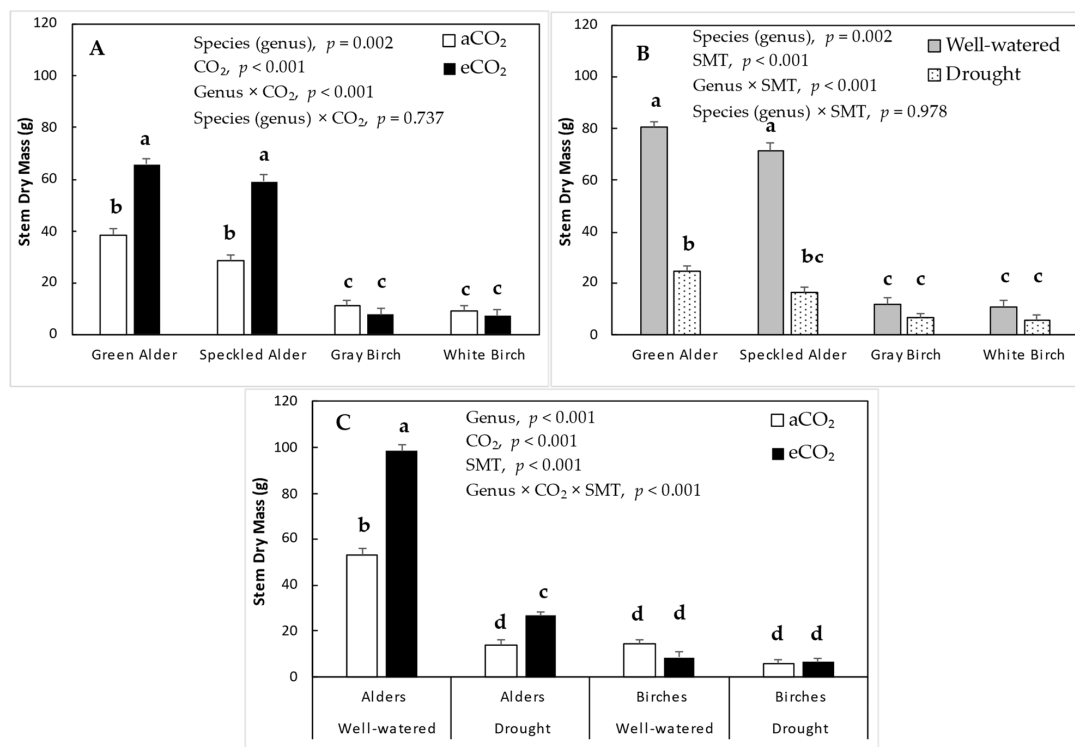 A
Stem Dry Mass (g)
120
100
80
60
40
20
0
Species (genus), p = 0.002
CO₂, p < 0.001
Genus × CO₂, p < 0.001
Species (genus) × CO₂, p = 0.737
aCO₂
eCO₂
b a b a c c c c
Green Alder Speckled Alder Gray Birch White Birch
B
Stem Dry Mass (g)
120
100
80
60
40
20
0
Species (genus), p = 0.002
SMT, p < 0.001
Genus × SMT, p < 0.001
Species (genus) × SMT, p = 0.978
Well-watered
Drought
a b a bc c c c c
Green Alder Speckled Alder Gray Birch White Birch
C
Stem Dry Mass (g)
120
100
80
60
40
20
0
Genus, p < 0.001
CO₂, p < 0.001
SMT, p < 0.001
Genus × CO₂ × SMT, p < 0.001
aCO₂
eCO₂
b a d c d d d d
Alders Alders Birches Birches
Well-watered Drought Well-watered Drought